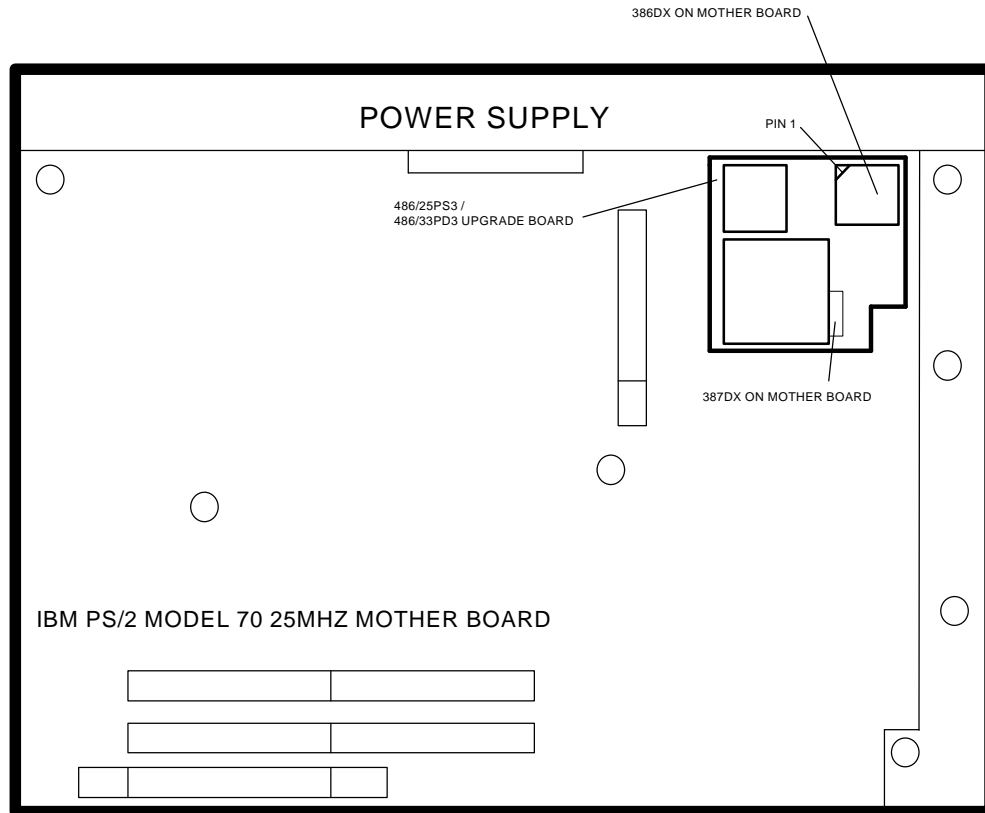 386DX ON MOTHER BOARD
POWER SUPPLY
PIN 1
486/25PS3 /
486/33PD3 UPGRADE BOARD
387DX ON MOTHER BOARD
IBM PS/2 MODEL 70 25MHZ MOTHER BOARD